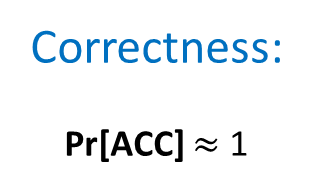 Correctness:
Pr[ACC] ≈ 1